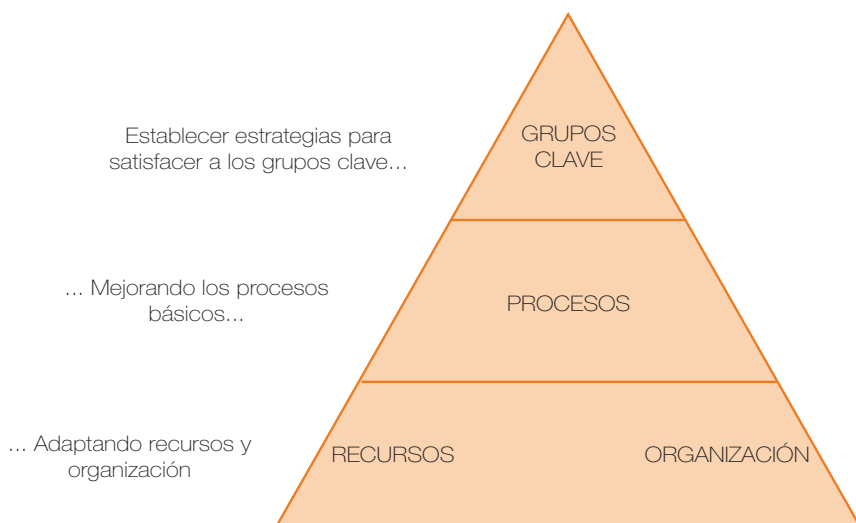 Establecer estrategias para
satisfacer a los grupos clave...
GRUPOS
CLAVE
... Mejorando los procesos
básicos...
PROCESOS
... Adaptando recursos y
organización
RECURSOS
ORGANIZACIÓN